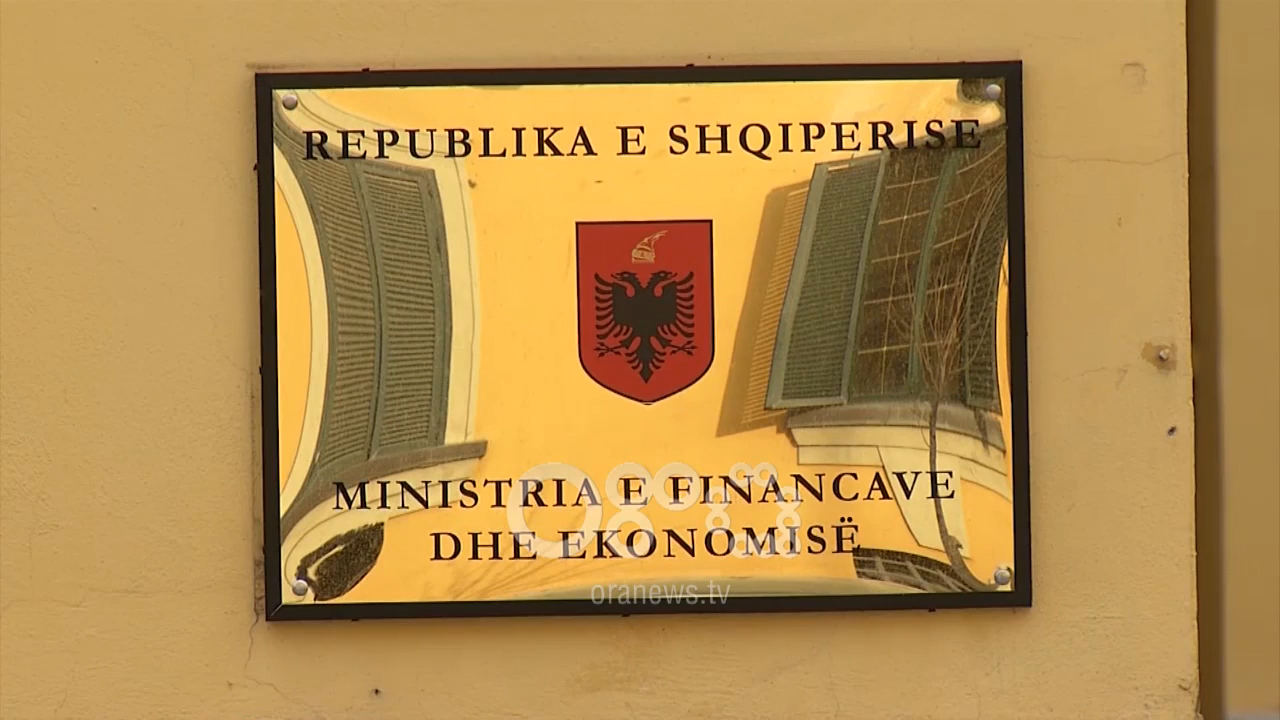 REPUBLIKA E SHQIPERISE
MINISTRIA E FINANCAVE
DHE EKONOMISË
oranews.tv